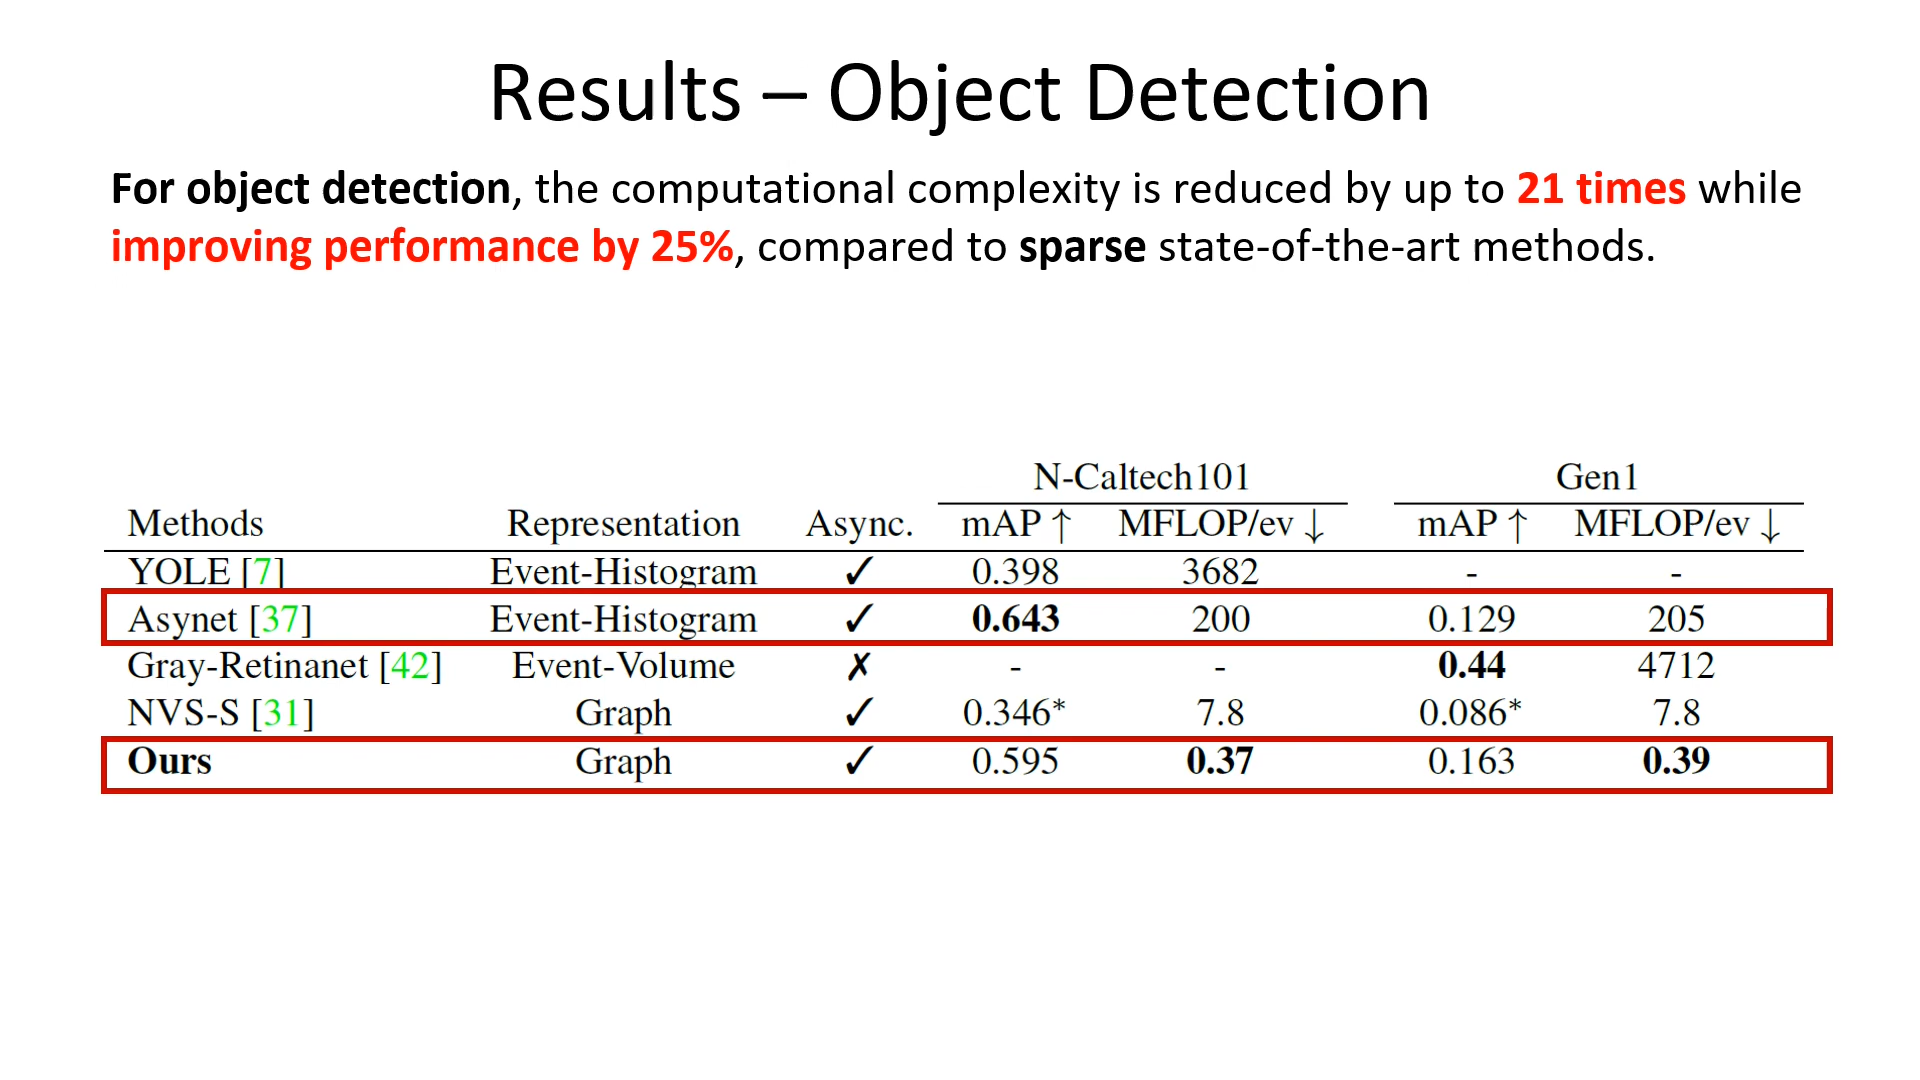 Results – Object Detection
For object detection, the computational complexity is reduced by up to 21 times while
improving performance by 25%, compared to sparse state-of-the-art methods.
N-Caltech101 Gen1
Methods Representation Async. mAP ↑ MFLOP/ev ↓ mAP ↑ MFLOP/ev ↓
YOLE [7] Event-Histogram ✓ 0.398 3682 - -
Asynet [37] Event-Histogram ✓ 0.643 200 0.129 205
Gray-Retinanet [42] Event-Volume ✗ - - 0.44 4712
NVS-S [31] Graph ✓ 0.346* 7.8 0.086* 7.8
Ours Graph ✓ 0.595 0.37 0.163 0.39